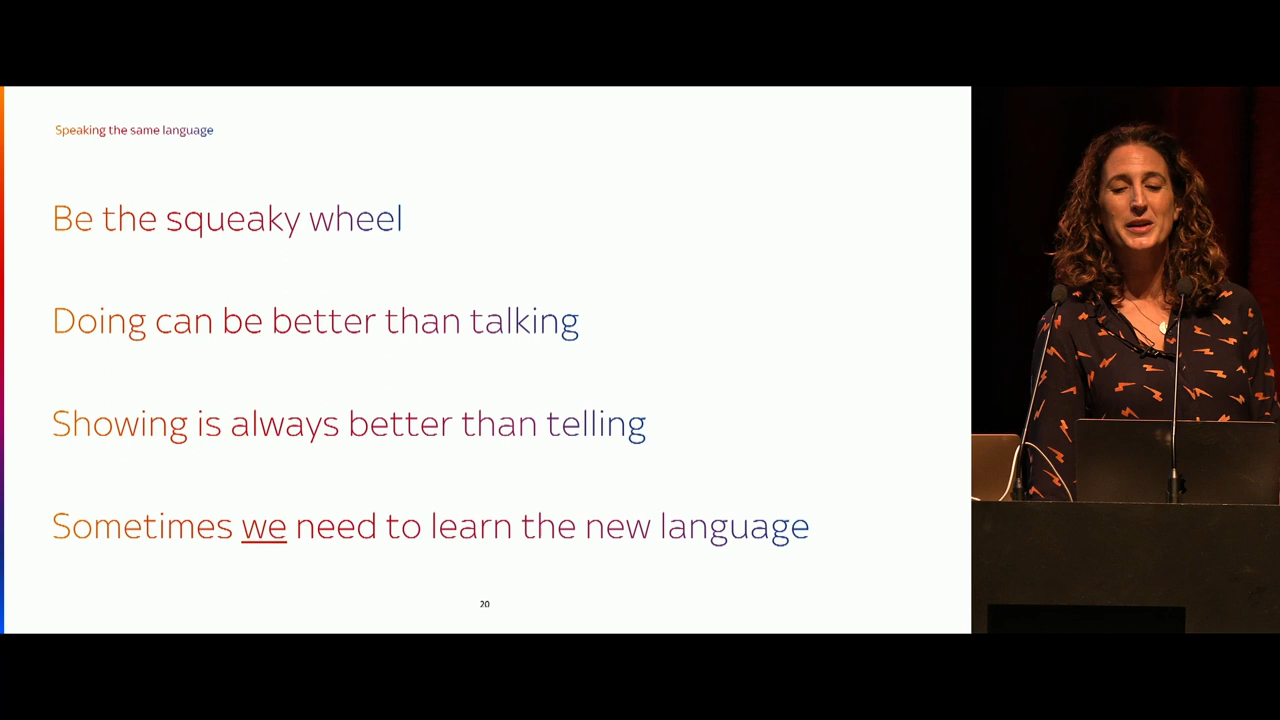 Speaking the same language
Be the squeaky wheel
Doing can be better than talking
Showing is always better than telling
Sometimes we need to learn the new language
20